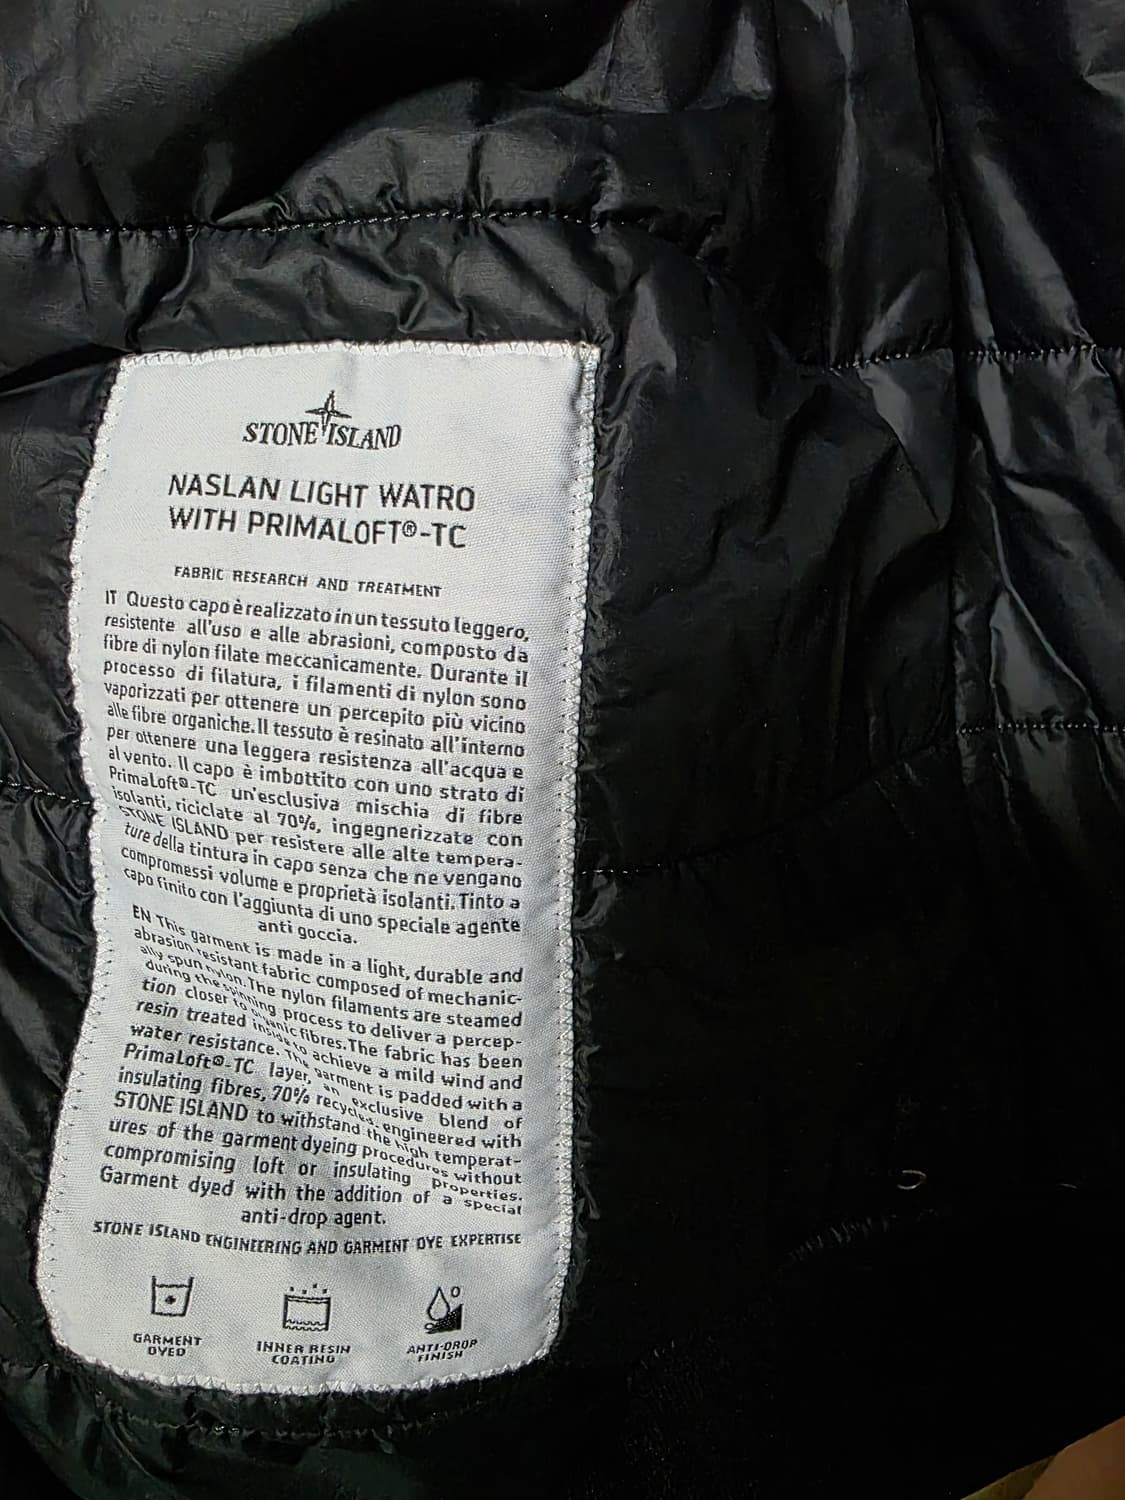 STONE ISLAND
NASLAN LIGHT WATRO
WITH PRIMALOFT®-TC
FABRIC RESEARCH AND TREATMENT
IT Questo capo è realizzato in un tessuto leggero,
resistente all'uso e alle abrasioni, composto da
fibre di nylon filate meccanicamente. Durante il
processo di filatura, i filamenti di nylon sono
vaporizzati per ottenere un percepito più vicino
alle fibre organiche. Il tessuto è resinato all'interno
per ottenere una leggera resistenza all'acqua e
al vento. Il capo è imbottito con uno strato di
PrimaLoft®-TC un'esclusiva mischia di fibre
isolanti, riciclate al 70%, ingegnerizzate con
STONE ISLAND per resistere alle alte tempera-
ture della tintura in capo senza che ne vengano
compromessi volume e proprietà isolanti. Tinto a
capo finito con l'aggiunta di uno speciale agente
anti goccia.
EN This garment is made in a light, durable and
abrasion resistant fabric composed of mechanic-
ally spun nylon. The nylon filaments are steamed
during the spinning process to deliver a percep-
tion closer to organic fibres. The fabric has been
resin treated inside to achieve a mild wind and
water resistance. The garment is padded with a
PrimaLoft®-TC layer, an exclusive blend of
insulating fibres, 70% recycled, engineered with
STONE ISLAND to withstand the high temperat-
ures of the garment dyeing procedures without
compromising loft or insulating properties.
Garment dyed with the addition of a special
anti-drop agent.
STONE ISLAND ENGINEERING AND GARMENT DYE EXPERTISE
GARMENT
DYED
INNER RESIN
COATING
ANTI-DROP
FINISH